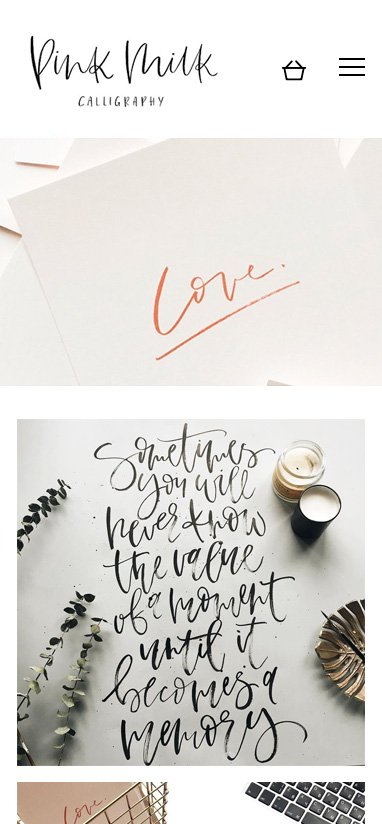 Pink Milk
CALLIGRAPHY
Love.
Sometimes
you will
never know
the value
of a moment
until it
becomes a
memory
Love.